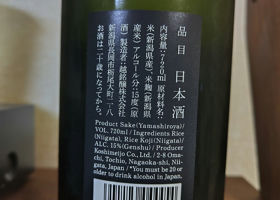 品目 日本酒
内容量:720ml 原材料名:
米(新潟県産)、米麹(新潟県
産米) アルコール分:15度(原
酒) 製造者:越銘醸株式会社
新潟県長岡市栃尾大町二-八
お酒は二十歳になってから。
Product Sake(Yamashiroya)/
VOL. 720ml / Ingredients Rice
(Niigata), Rice Koji(Niigata) /
ALC. 15%(Genshu) / Producer
Koshimeijo Co., Ltd. / 2-8 Oma-
chi, Tochio, Nagaoka-shi, Nii-
gata, Japan / *You must be 20 or
older to drink alcohol in Japan.